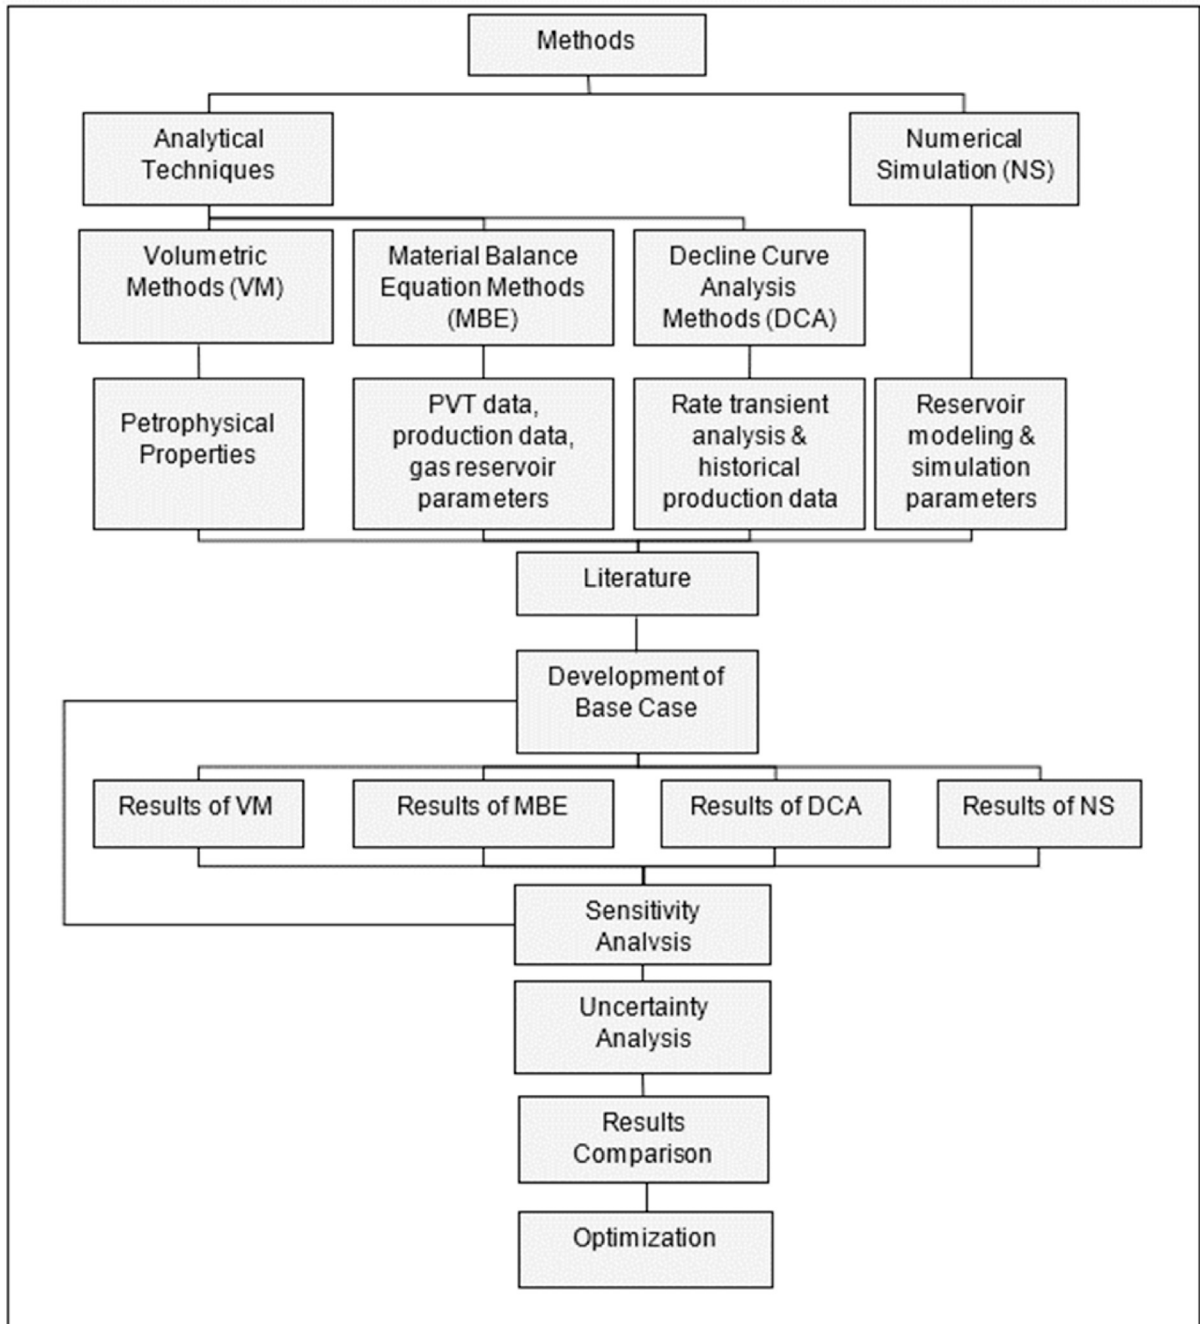 Methods
Analytical
Techniques
Numerical
Simulation (NS)
Volumetric
Methods (VM)
Material Balance
Equation Methods
(MBE)
Decline Curve
Analysis
Methods (DCA)
Petrophysical
Properties
PVT data,
production data,
gas reservoir
parameters
Rate transient
analysis &
historical
production data
Reservoir
modeling &
simulation
parameters
Literature
Development of
Base Case
Results of VM
Results of MBE
Results of DCA
Results of NS
Sensitivity
Analysis
Uncertainty
Analysis
Results
Comparison
Optimization